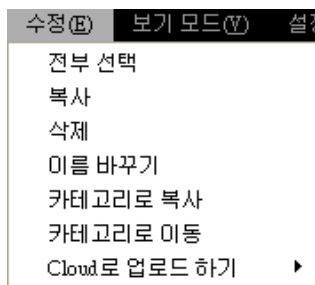 수정(E) 보기 모드(V) 설정
전부 선택
복사
삭제
이름 바꾸기
카테고리로 복사
카테고리로 이동
Cloud로 업로드 하기